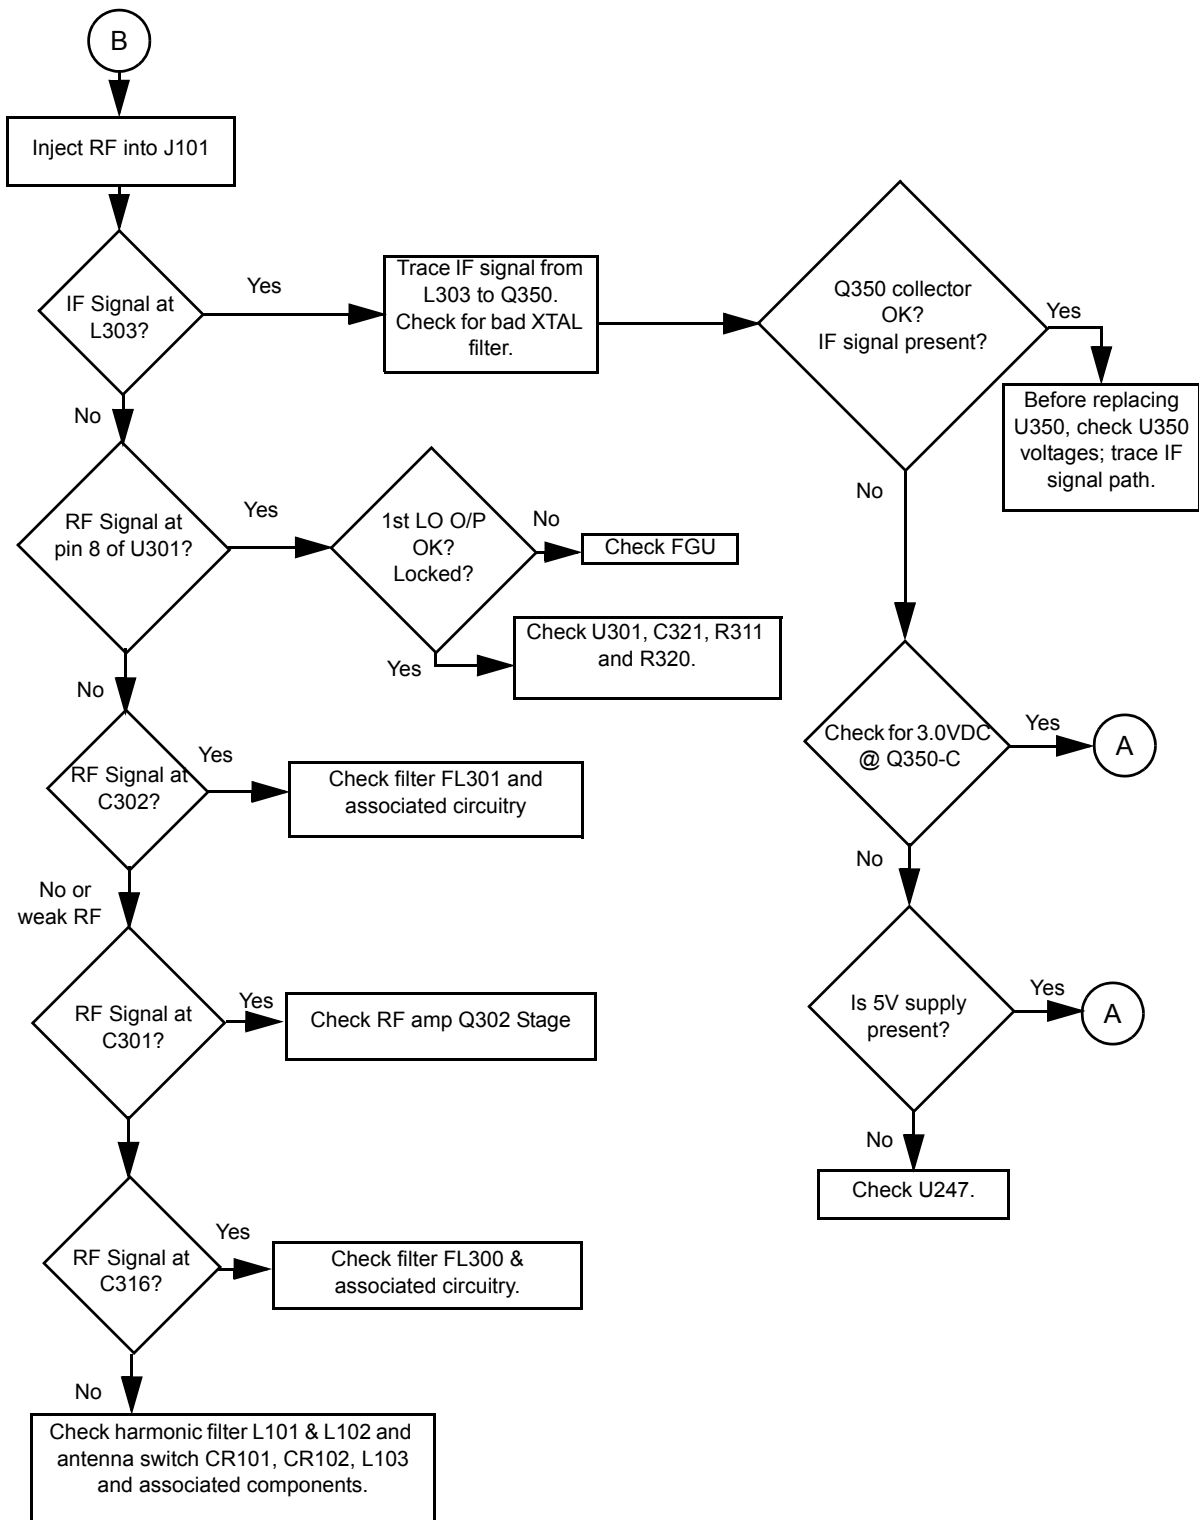 B
Inject RF into J101
IF Signal at
L303?
Yes
Trace IF signal from
L303 to Q350.
Check for bad XTAL
filter.
Q350 collector
OK?
IF signal present?
Yes
Before replacing
U350, check U350
voltages; trace IF
signal path.
No
No
RF Signal at
pin 8 of U301?
Yes
1st LO O/P
OK?
Locked?
No
Check FGU
Yes
Check U301, C321, R311
and R320.
No
RF Signal at
C302?
Yes
Check filter FL301 and
associated circuitry
Check for 3.0VDC
@ Q350-C
Yes
A
No
No or
weak RF
RF Signal at
C301?
Yes
Check RF amp Q302 Stage
Is 5V supply
present?
Yes
A
No
Check U247.
RF Signal at
C316?
Yes
Check filter FL300 &
associated circuitry.
No
Check harmonic filter L101 & L102 and
antenna switch CR101, CR102, L103
and associated components.